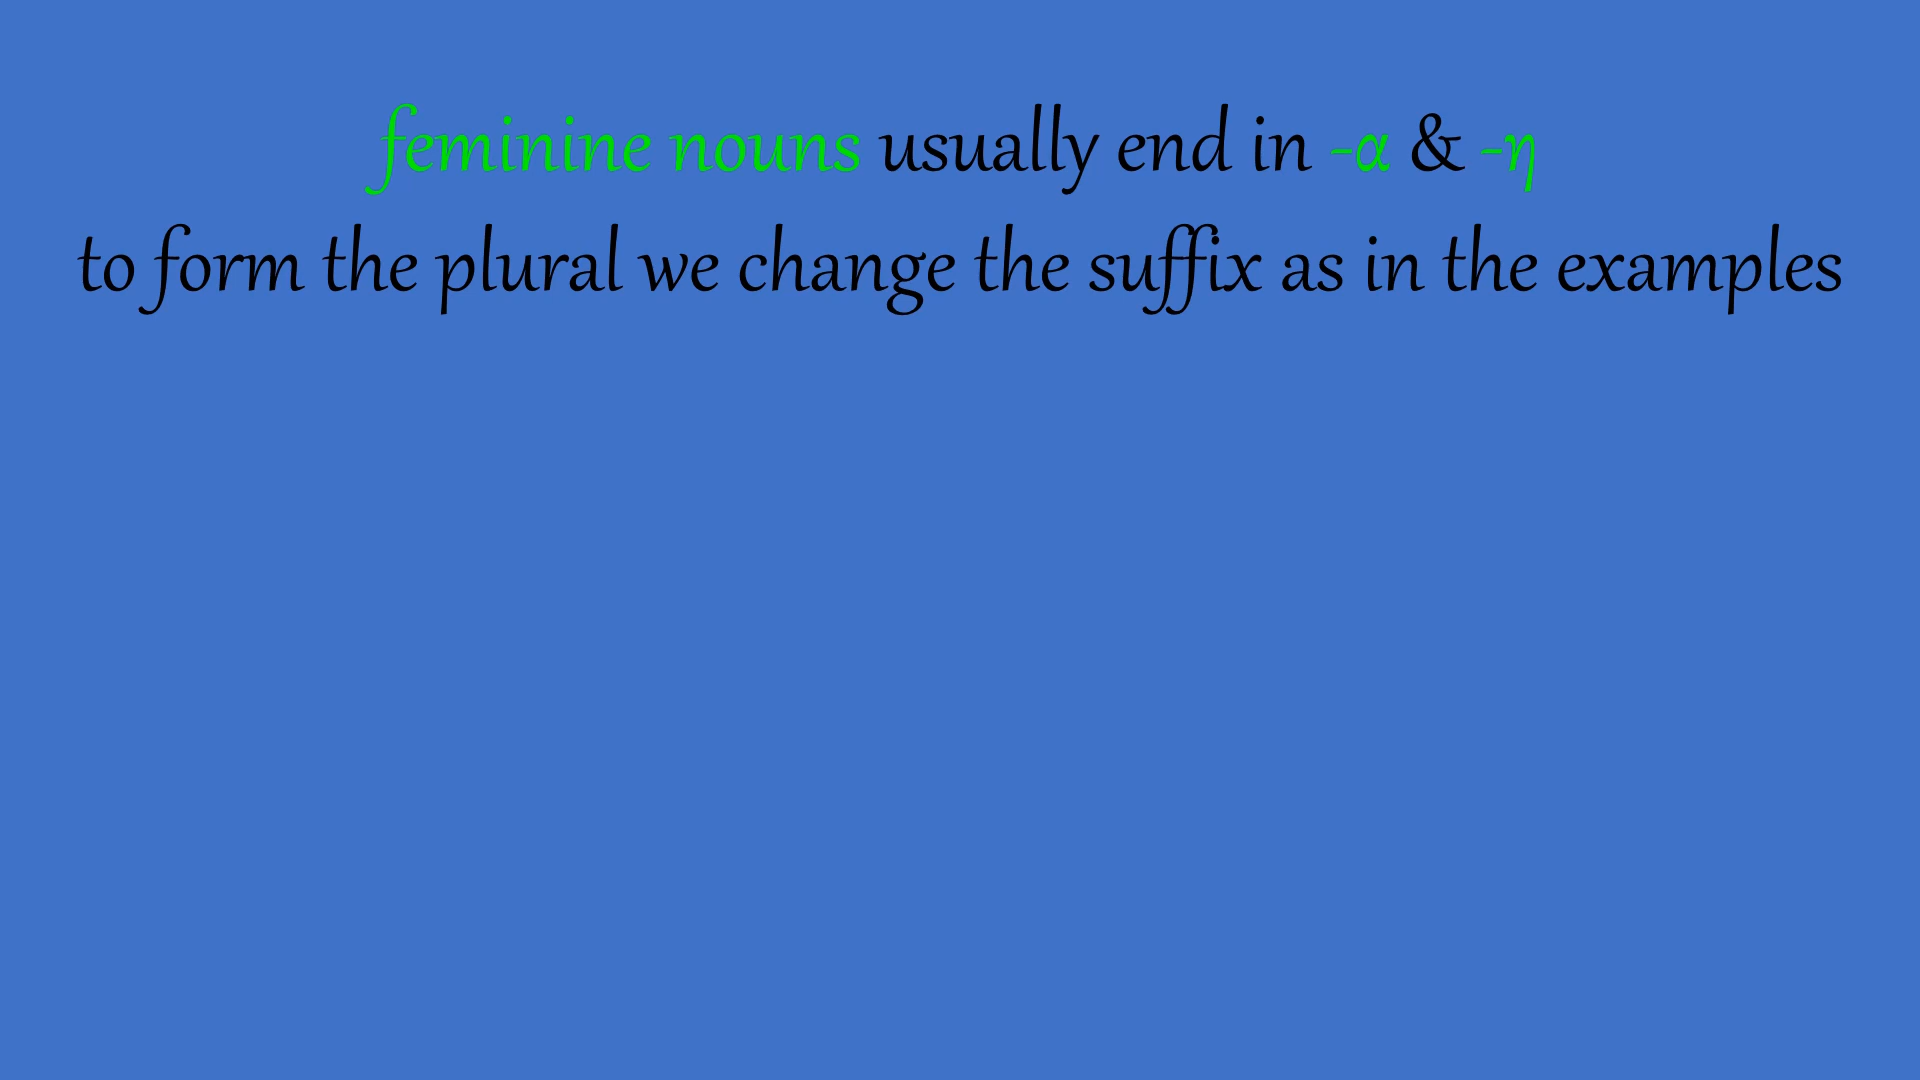 feminine nouns usually end in -α & -η
to form the plural we change the suffix as in the examples